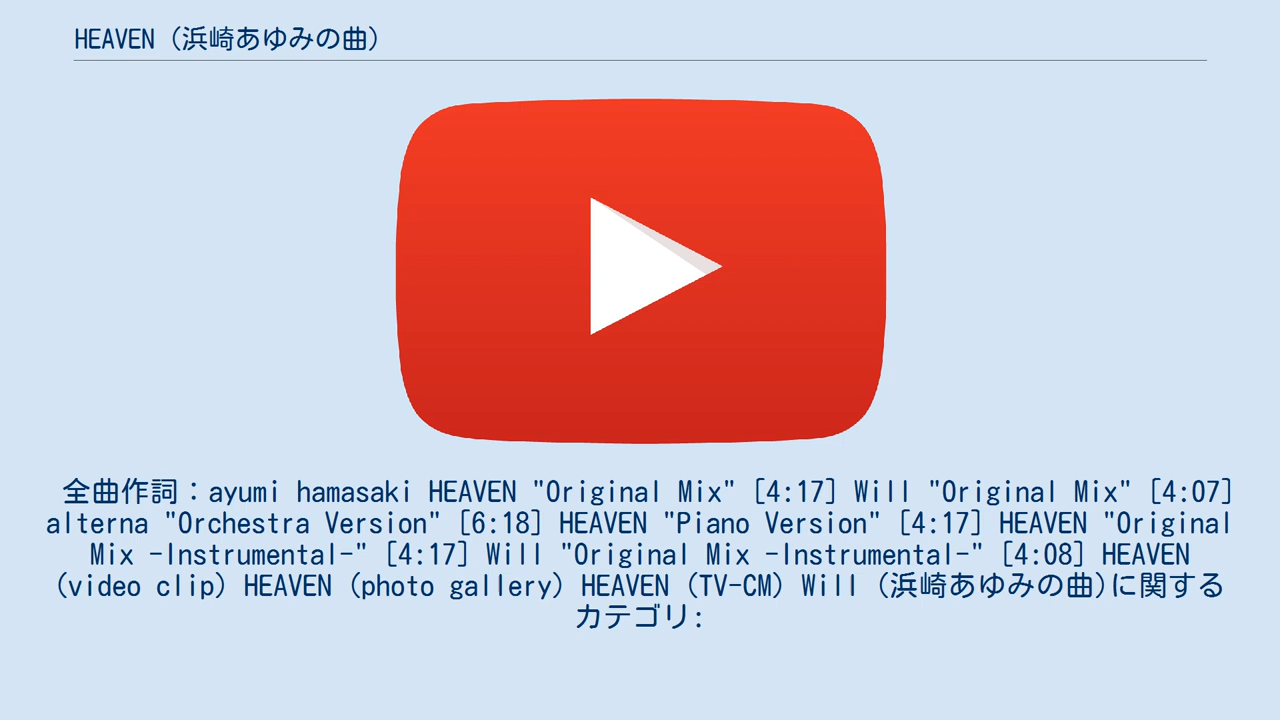 HEAVEN (浜崎あゆみの曲)
全曲作詞：ayumi hamasaki HEAVEN "Original Mix" [4:17] Will "Original Mix" [4:07]
alterna "Orchestra Version" [6:18] HEAVEN "Piano Version" [4:17] HEAVEN "Original
Mix -Instrumental-" [4:17] Will "Original Mix -Instrumental-" [4:08] HEAVEN
(video clip) HEAVEN (photo gallery) HEAVEN (TV-CM) Will (浜崎あゆみの曲)に関する
カテゴリ: